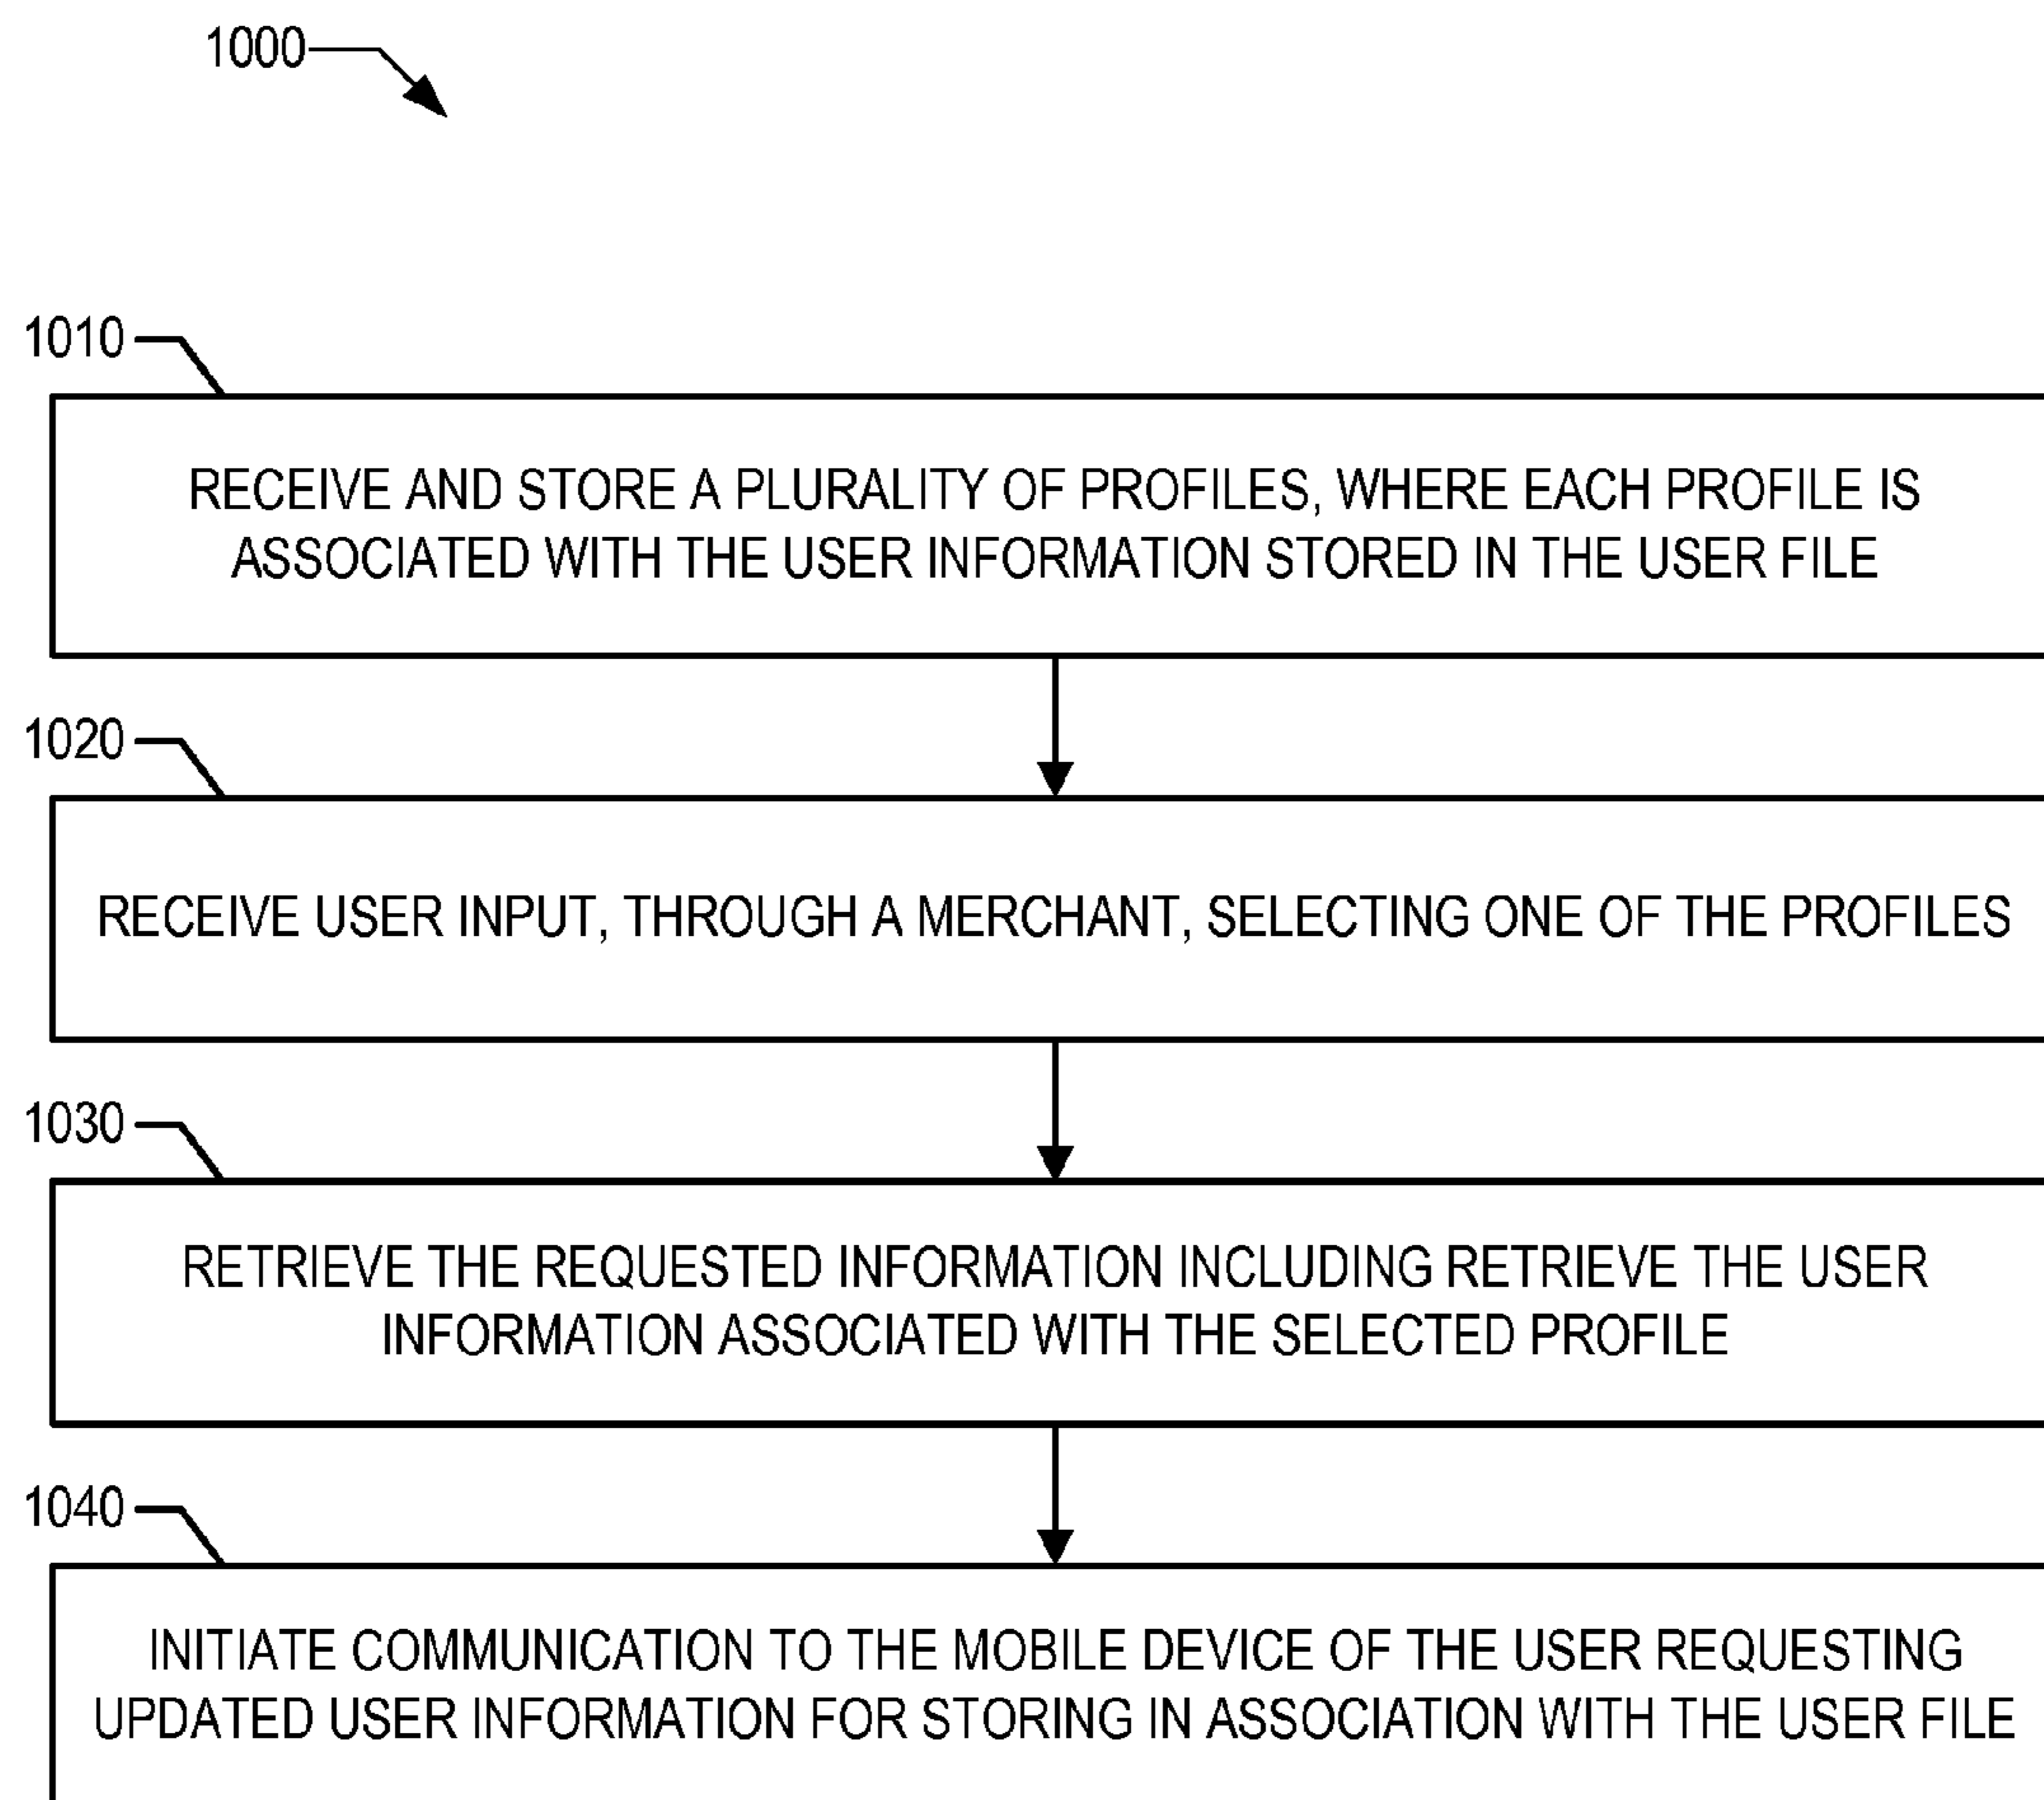 1000
1010
RECEIVE AND STORE A PLURALITY OF PROFILES, WHERE EACH PROFILE IS
ASSOCIATED WITH THE USER INFORMATION STORED IN THE USER FILE
1020
RECEIVE USER INPUT, THROUGH A MERCHANT, SELECTING ONE OF THE PROFILES
1030
RETRIEVE THE REQUESTED INFORMATION INCLUDING RETRIEVE THE USER
INFORMATION ASSOCIATED WITH THE SELECTED PROFILE
1040
INITIATE COMMUNICATION TO THE MOBILE DEVICE OF THE USER REQUESTING
UPDATED USER INFORMATION FOR STORING IN ASSOCIATION WITH THE USER FILE